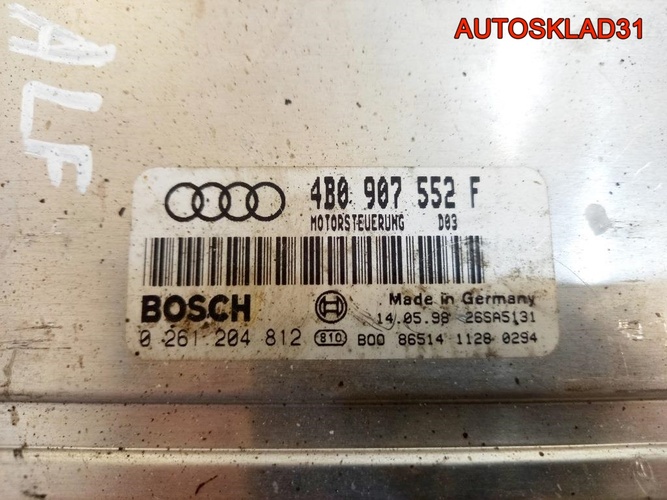 AUTOSKLAD31
ALF
4B0 907 552 F
MOTORSTEUERUNG D03
BOSCH
Made in Germany
14.05.98 26SA5131
0 261 204 812 810 B00 86514 1128 0294